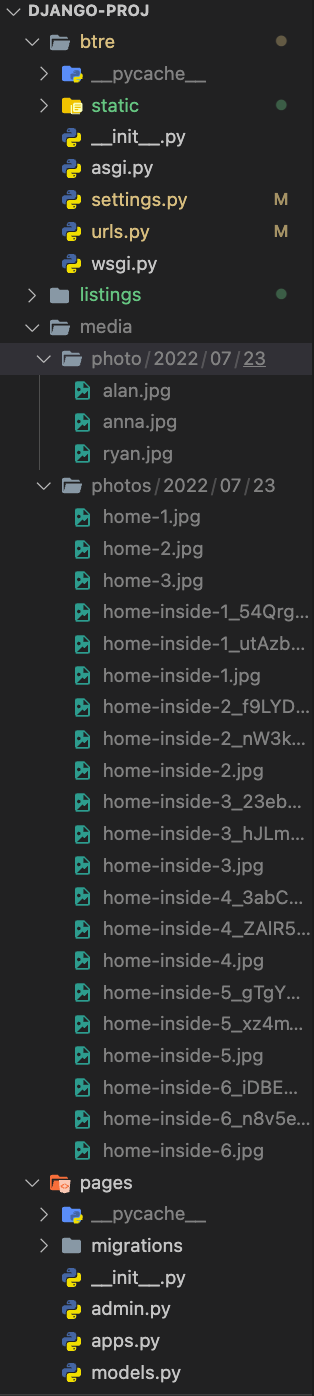 DJANGO-PROJ
btre
__pycache__
static
__init__.py
asgi.py
settings.py M
urls.py M
wsgi.py
listings
media
photo/2022/07/23
alan.jpg
anna.jpg
ryan.jpg
photos/2022/07/23
home-1.jpg
home-2.jpg
home-3.jpg
home-inside-1_54Qrg...
home-inside-1_utAzb...
home-inside-1.jpg
home-inside-2_f9LYD...
home-inside-2_nW3k...
home-inside-2.jpg
home-inside-3_23eb...
home-inside-3_hJLm...
home-inside-3.jpg
home-inside-4_3abC...
home-inside-4_ZAlR5...
home-inside-4.jpg
home-inside-5_gTgY...
home-inside-5_xz4m...
home-inside-5.jpg
home-inside-6_iDBE...
home-inside-6_n8v5e...
home-inside-6.jpg
pages
__pycache__
migrations
__init__.py
admin.py
apps.py
models.py